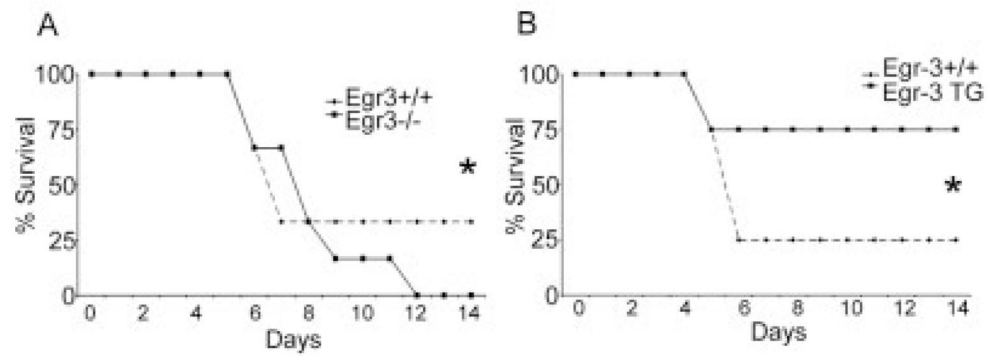 A
100
75
50
25
0
% Survival
Egr3+/+
Egr3-/-
*
0 2 4 6 8 10 12 14
Days
B
100
75
50
25
0
% Survival
Egr-3+/+
Egr-3 TG
*
0 2 4 6 8 10 12 14
Days